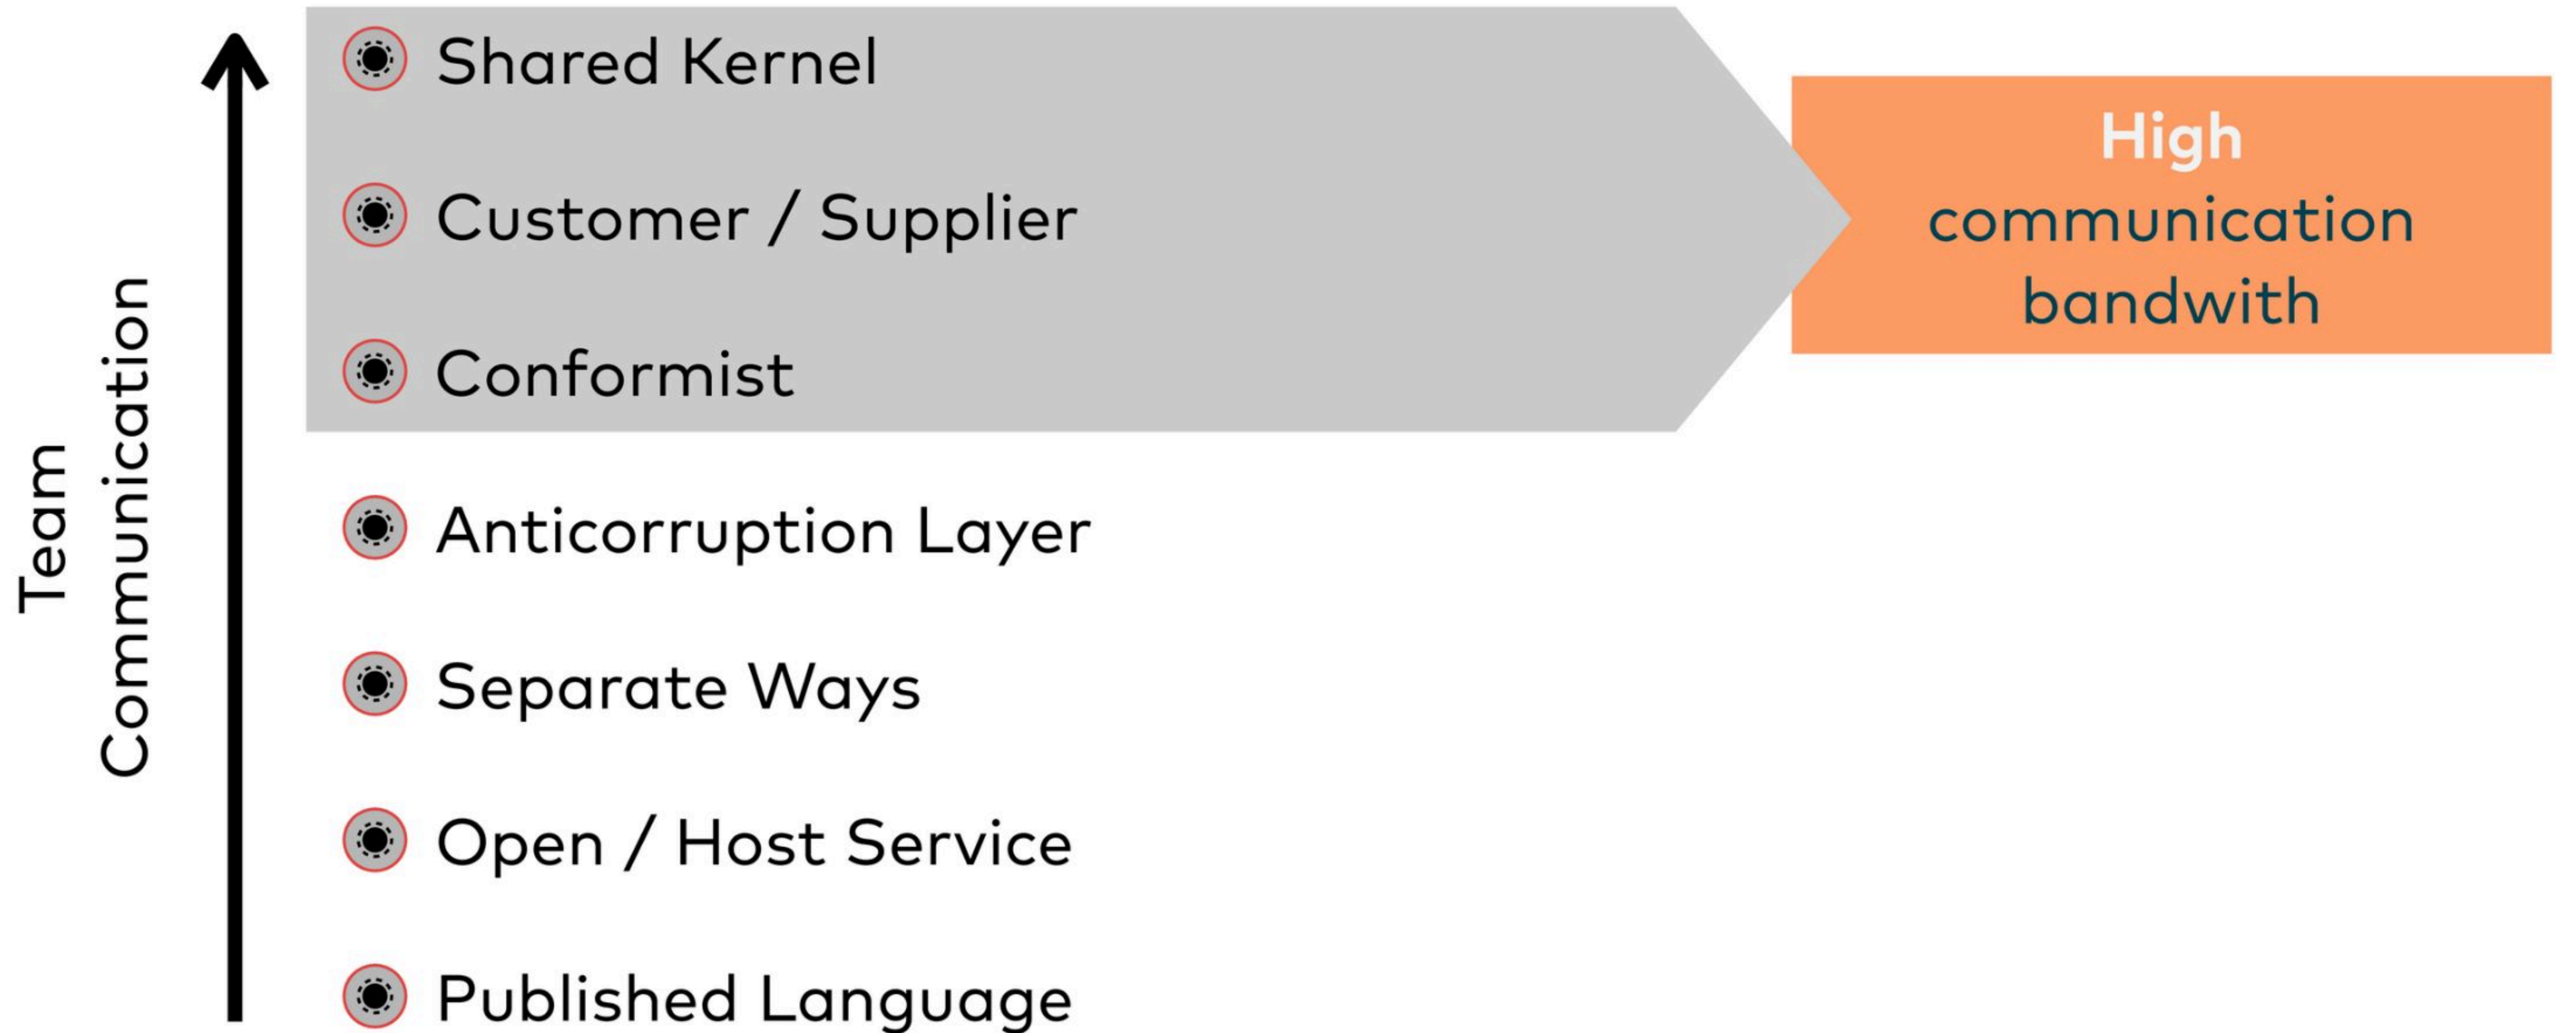 Team
Communication
Shared Kernel
Customer / Supplier
Conformist
Anticorruption Layer
Separate Ways
Open / Host Service
Published Language
High
communication
bandwith